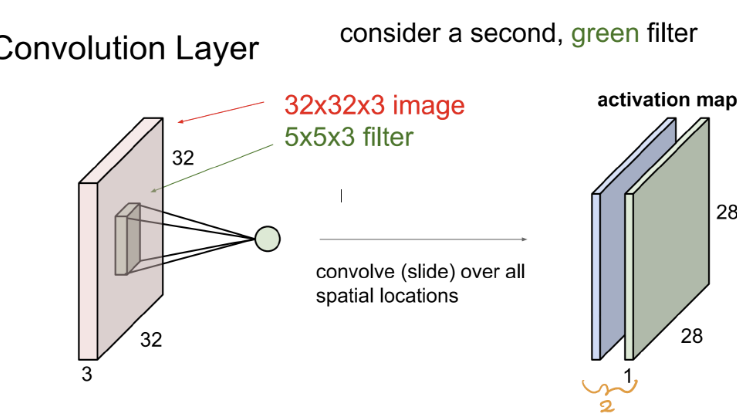 consider a second, green filter
Convolution Layer
32x32x3 image
5x5x3 filter
activation map
32
32
3
convolve (slide) over all
spatial locations
28
28
1
2